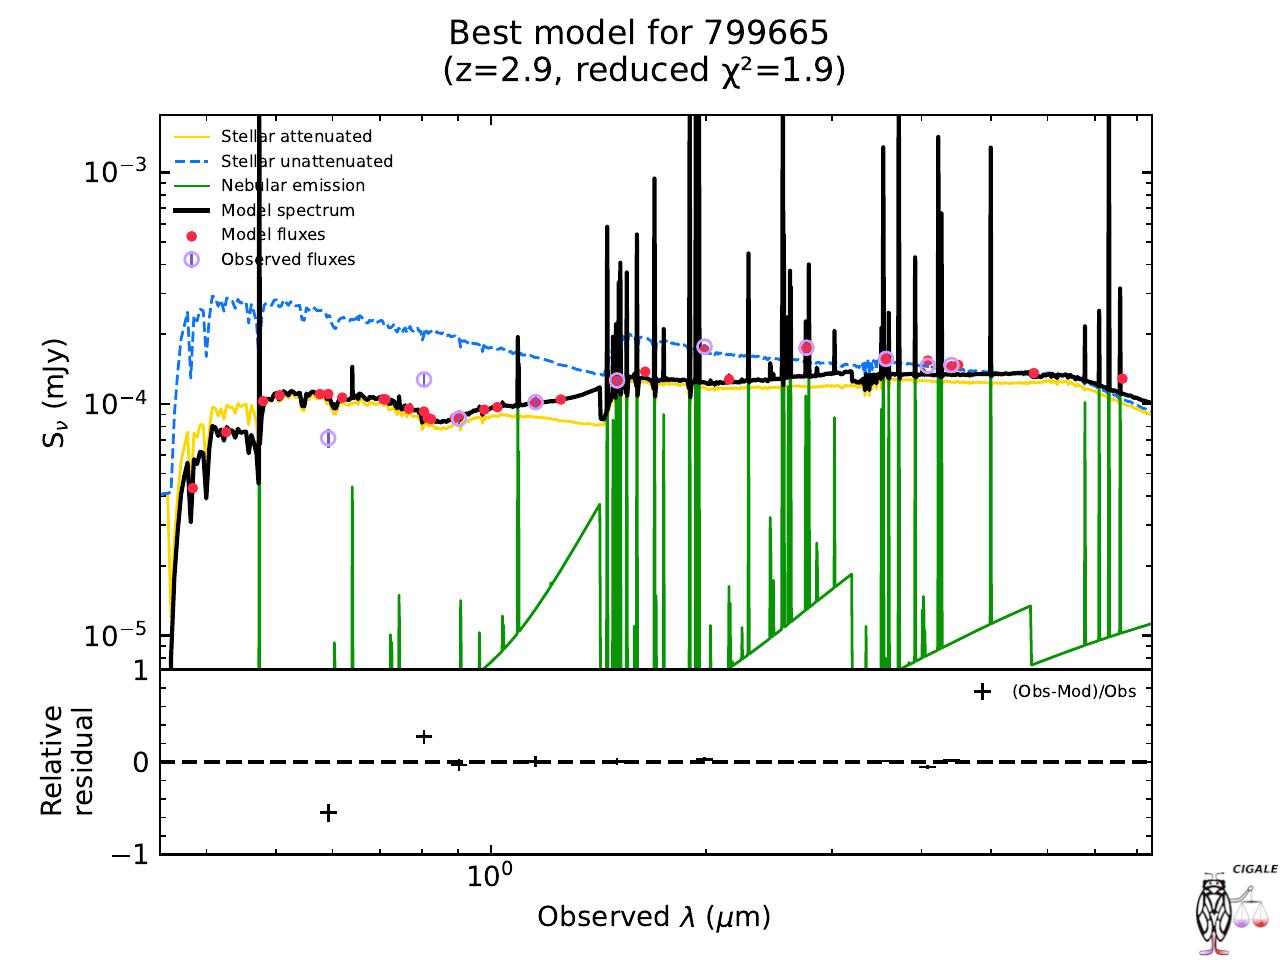 Best model for 799665
(z=2.9, reduced χ²=1.9)
Stellar attenuated
Stellar unattenuated
Nebular emission
Model spectrum
Model fluxes
Observed fluxes
10⁻³
10⁻⁴
10⁻⁵
S_ν (mJy)
1
0
−1
Relative
residual
(Obs-Mod)/Obs
10⁰
Observed λ (μm)
CIGALE